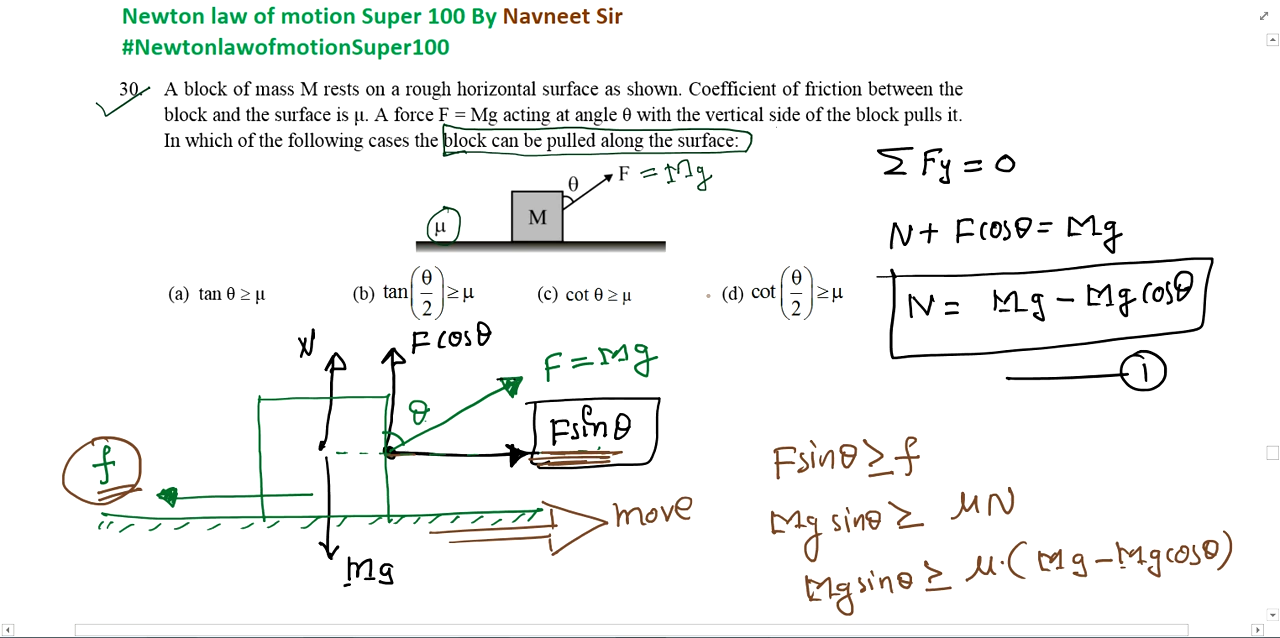 Newton law of motion Super 100 By Navneet Sir
#NewtonlawofmotionSuper100
30. A block of mass M rests on a rough horizontal surface as shown. Coefficient of friction between the
block and the surface is μ. A force F = Mg acting at angle θ with the vertical side of the block pulls it.
In which of the following cases the block can be pulled along the surface:
θ F = Mg
M
μ
(a) tan θ ≥ μ (b) tan(θ/2) ≥ μ (c) cot θ ≥ μ (d) cot(θ/2) ≥ μ
ΣFy = 0
N + Fcosθ = Mg
N = Mg - Mgcosθ
1
N
Fcosθ
F = Mg
θ
Fsinθ
f
move
Mg
Fsinθ ≥ f
Mgsinθ ≥ μN
Mgsinθ ≥ μ.(Mg-Mgcosθ)